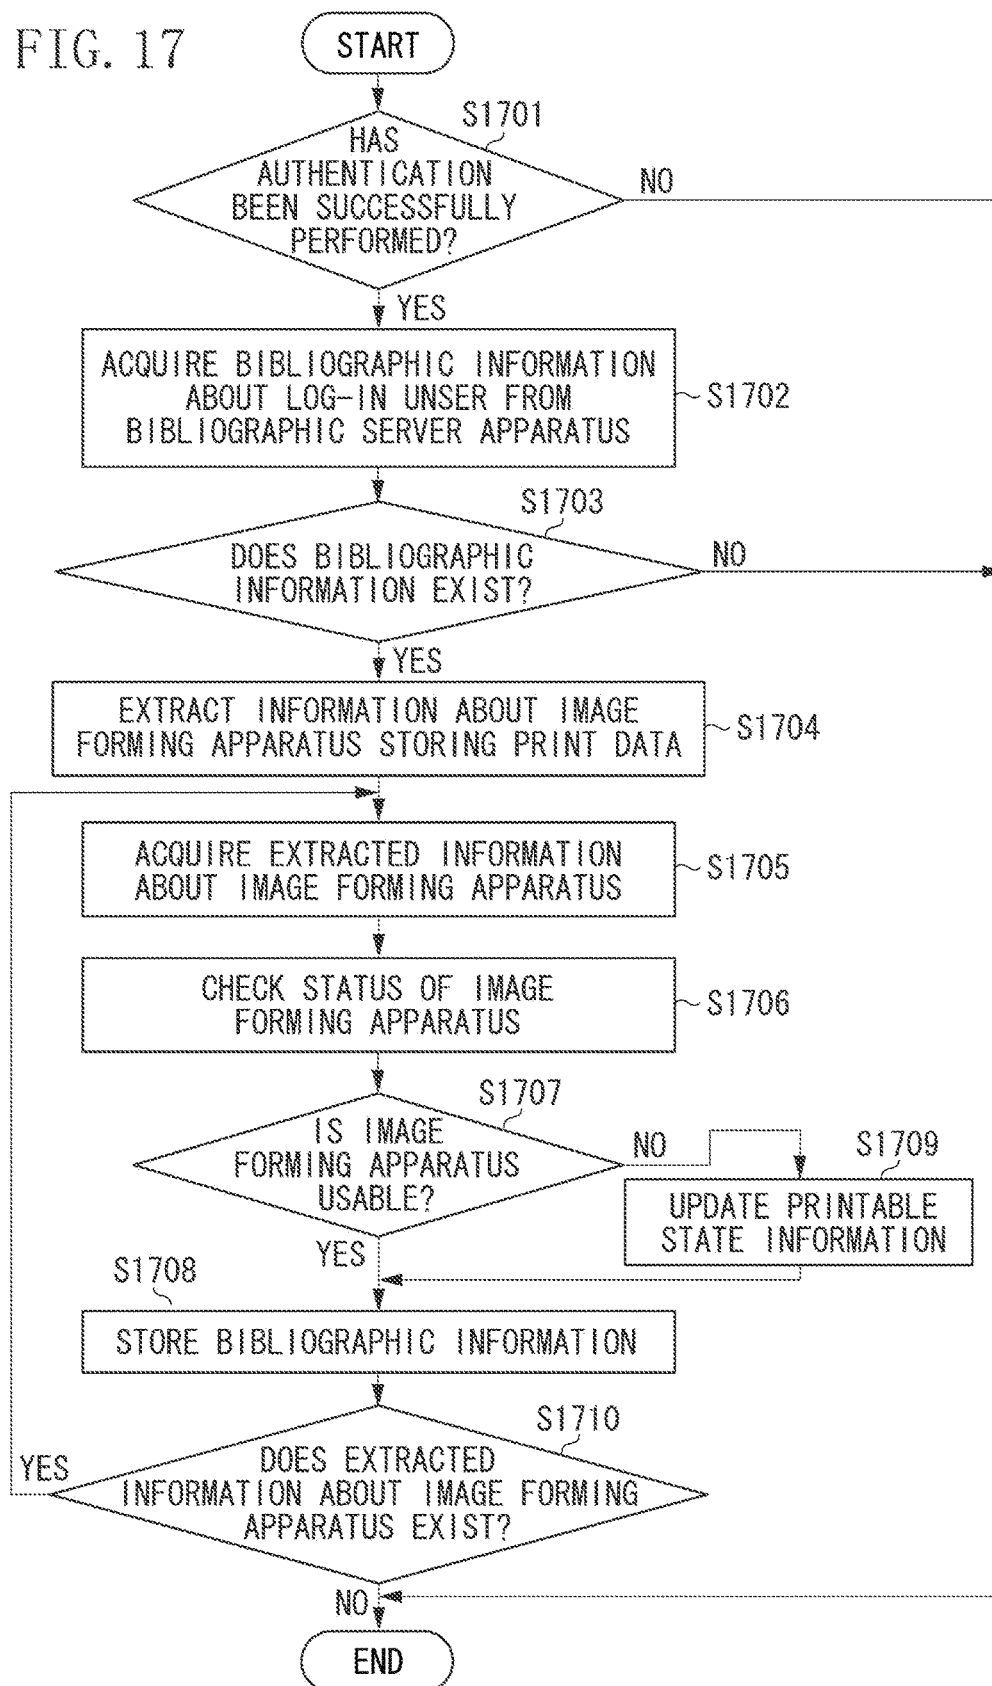 FIG. 17
START
S1701
HAS
AUTHENTICATION
BEEN SUCCESSFULLY
PERFORMED?
NO
YES
ACQUIRE BIBLIOGRAPHIC INFORMATION
ABOUT LOG-IN UNSER FROM
BIBLIOGRAPHIC SERVER APPARATUS
S1702
S1703
DOES BIBLIOGRAPHIC
INFORMATION EXIST?
NO
YES
EXTRACT INFORMATION ABOUT IMAGE
FORMING APPARATUS STORING PRINT DATA
S1704
ACQUIRE EXTRACTED INFORMATION
ABOUT IMAGE FORMING APPARATUS
S1705
CHECK STATUS OF IMAGE
FORMING APPARATUS
S1706
S1707
IS IMAGE
FORMING APPARATUS
USABLE?
NO
S1709
UPDATE PRINTABLE
STATE INFORMATION
YES
S1708
STORE BIBLIOGRAPHIC INFORMATION
S1710
DOES EXTRACTED
INFORMATION ABOUT IMAGE FORMING
APPARATUS EXIST?
YES
NO
END